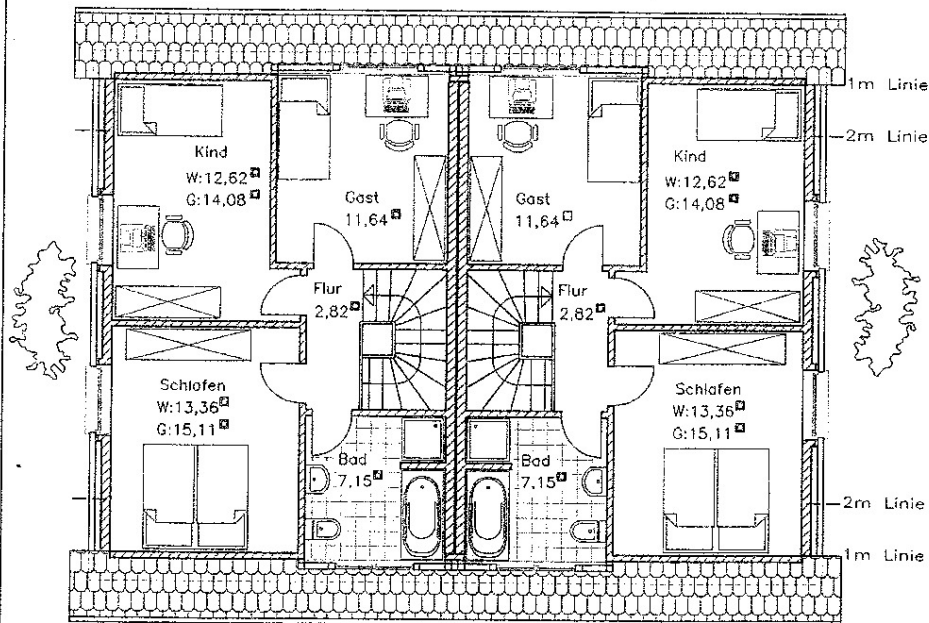 1m Linie
2m Linie
Kind
W:12,62
G:14,08
Gast
11,64
Gast
11,64
Kind
W:12,62
G:14,08
Flur
2,82
Flur
2,82
Schlafen
W:13,36
G:15,11
Schlafen
W:13,36
G:15,11
Bad
7,15
Bad
7,15
2m Linie
1m Linie